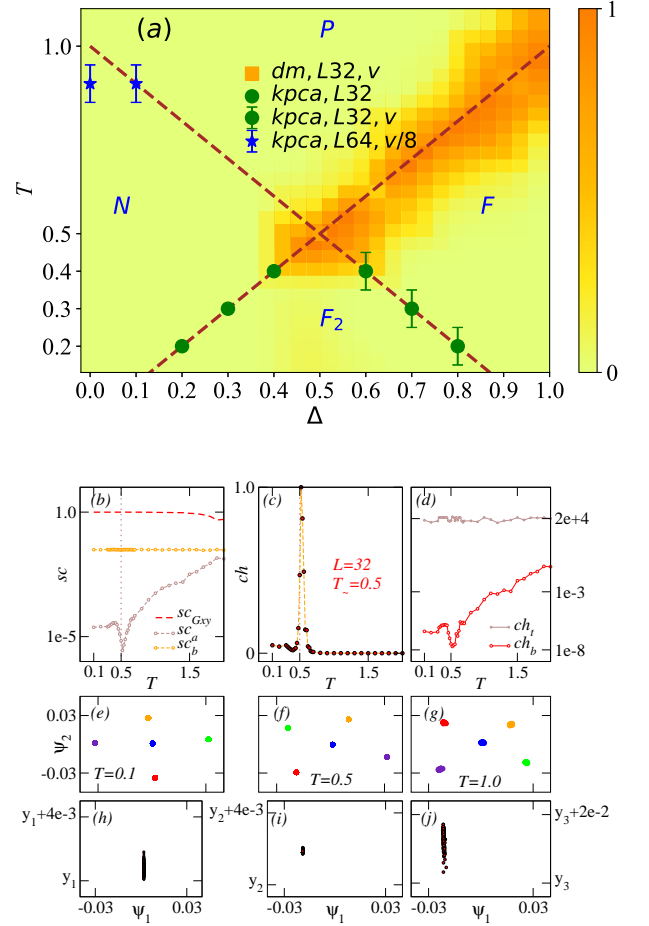 (a)
P
1
1.0
dm, L32, v
kpca, L32
kpca, L32, v
kpca, L64, v/8
T
N
F
0.5
0.4
0.3
F2
0.2
0
0.0 0.1 0.2 0.3 0.4 0.5 0.6 0.7 0.8 0.9 1.0
Δ
(b) (c) (d)
1.0 1.0 2e+4
sc ch
L=32
T~=0.5
1e-3
sc_Gxy
sc_a
sc_b
1e-5
0
ch_t
ch_b
1e-8
0.1 0.5 1.5 0.1 0.5 1.5 0.1 0.5 1.5
T T T
(e) (f) (g)
0.03
Ψ2
-0.03
T=0.1 T=0.5 T=1.0
y1+4e-3 (h) y2+4e-3 (i) (j) y3+2e-2
y1 y2 y3
-0.03 Ψ1 0.03 -0.03 Ψ1 0.03 -0.03 Ψ1 0.03